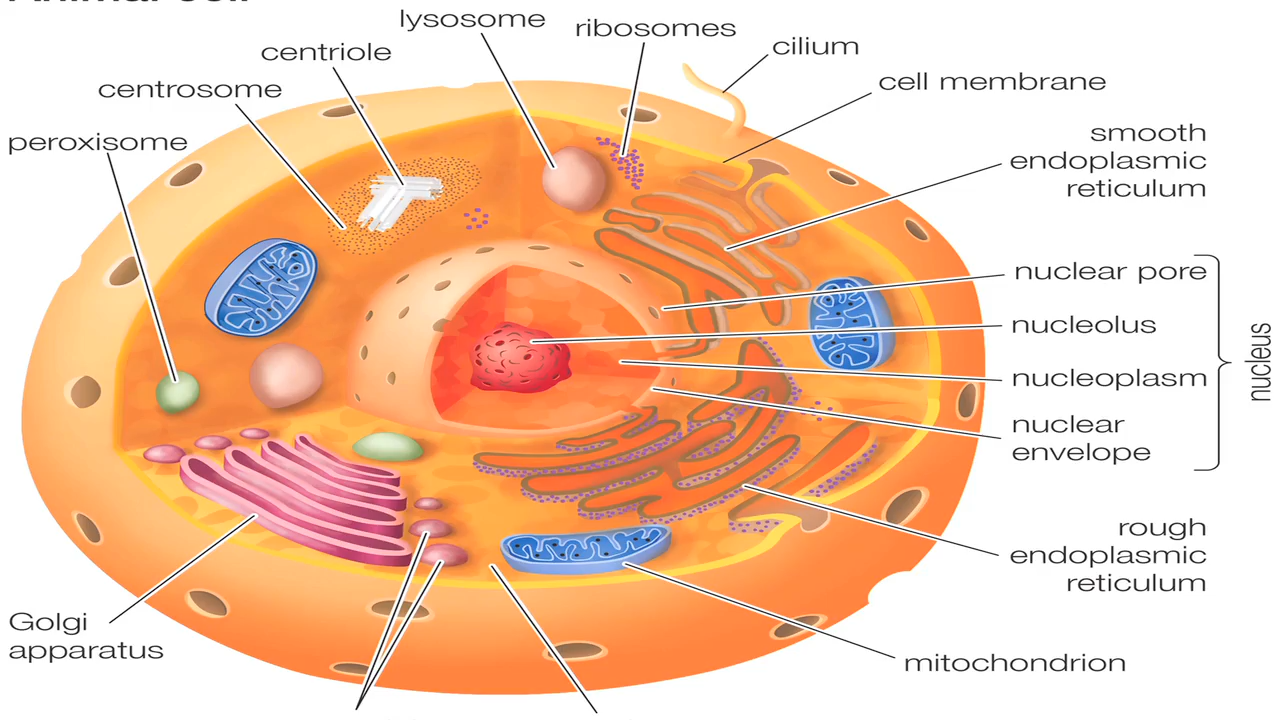 lysosome
ribosomes
cilium
centriole
cell membrane
centrosome
smooth
endoplasmic
reticulum
peroxisome
nuclear pore
nucleolus
nucleoplasm
nuclear
envelope
nucleus
rough
endoplasmic
reticulum
Golgi
apparatus
mitochondrion